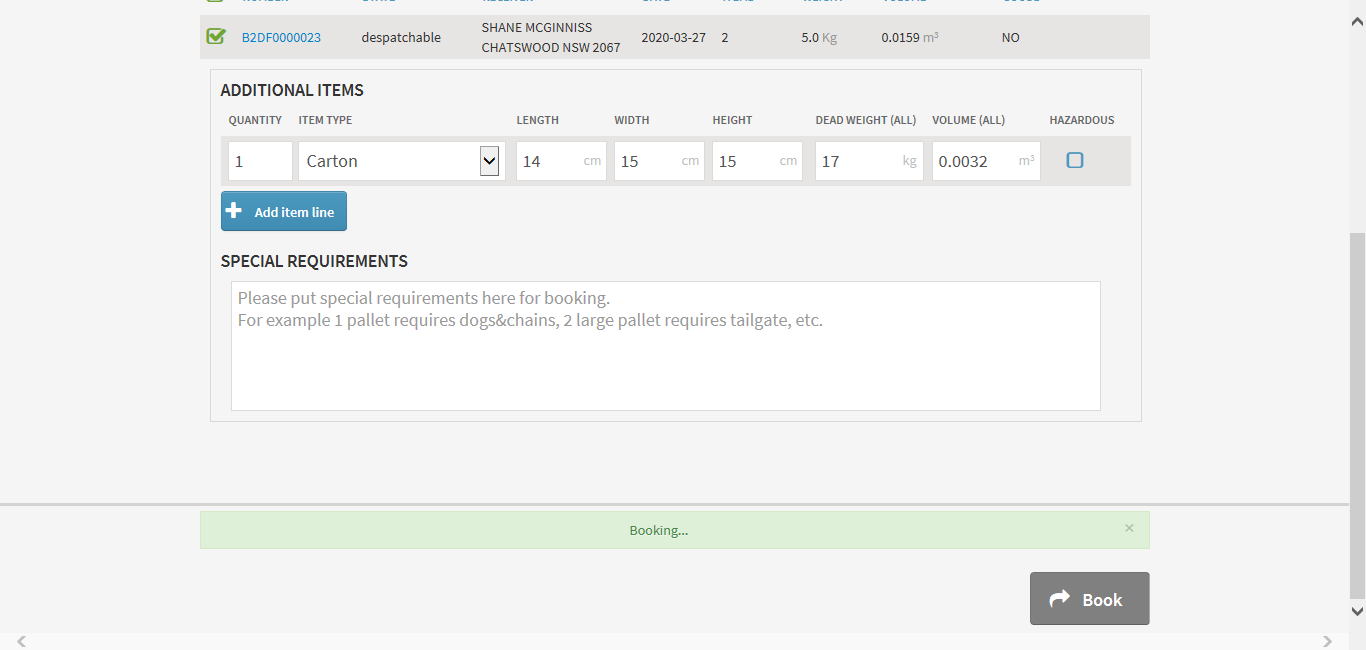 SHANE MCGINNISS
B2DF0000023 despatchable CHATSWOOD NSW 2067 2020-03-27 2 5.0 Kg 0.0159 m³ NO
ADDITIONAL ITEMS
QUANTITY ITEM TYPE LENGTH WIDTH HEIGHT DEAD WEIGHT (ALL) VOLUME (ALL) HAZARDOUS
1 Carton 14 cm 15 cm 15 cm 17 kg 0.0032 m³
Add item line
SPECIAL REQUIREMENTS
Please put special requirements here for booking.
For example 1 pallet requires dogs&chains, 2 large pallet requires tailgate, etc.
Booking... ×
Book